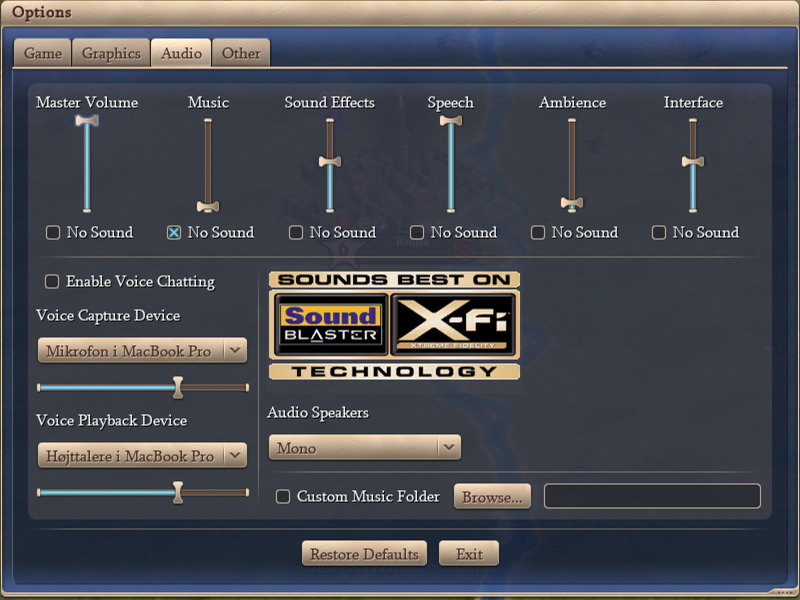 Options
Game Graphics Audio Other
Master Volume Music Sound Effects Speech Ambience Interface
No Sound No Sound No Sound No Sound No Sound No Sound
Enable Voice Chatting
SOUNDS BEST ON
Sound BLASTER
X-Fi
XTREME FIDELITY
TECHNOLOGY
Voice Capture Device
Mikrofon i MacBook Pro
Voice Playback Device
Højttalere i MacBook Pro
Audio Speakers
Mono
Custom Music Folder Browse...
Restore Defaults Exit